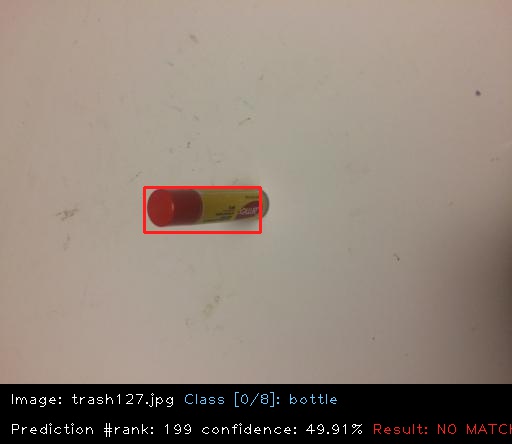 Image: trash127.jpg Class [0/8]: bottle
Prediction #rank: 199 confidence: 49.91% Result: NO MATC